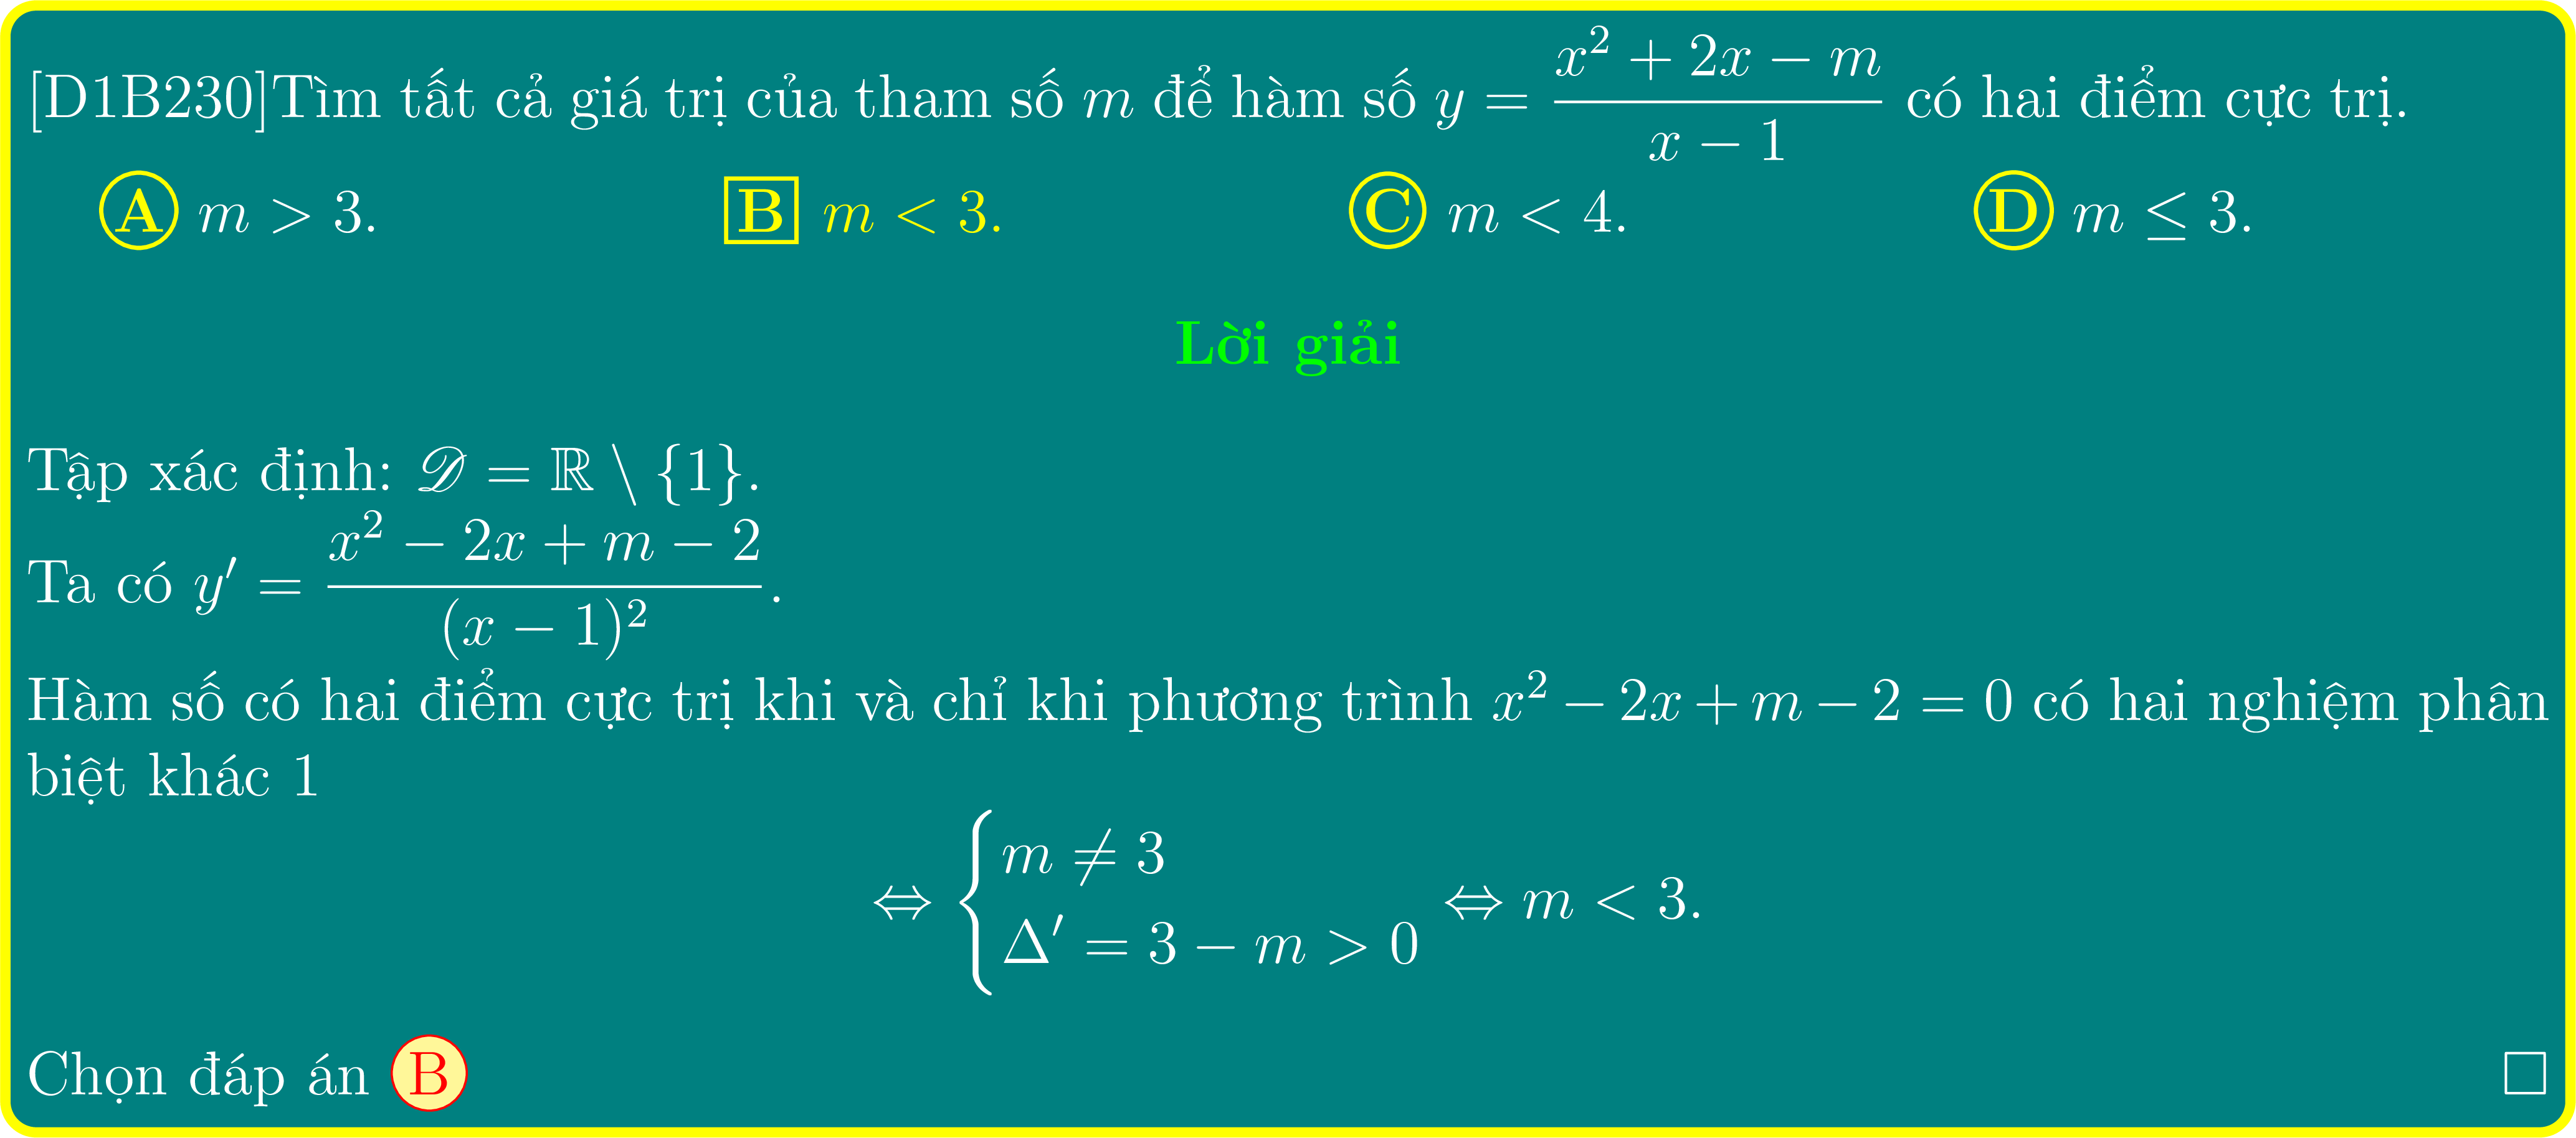 [D1B230]Tìm tất cả giá trị của tham số $m$ để hàm số $y = \dfrac{x^2 + 2x - m}{x - 1}$ có hai điểm cực trị.
Ⓐ $m > 3$. B $m < 3$. Ⓒ $m < 4$. Ⓓ $m \leq 3$.
Lời giải
Tập xác định: $\mathscr{D} = \mathbb{R} \setminus \{1\}$.
Ta có $y' = \dfrac{x^2 - 2x + m - 2}{(x - 1)^2}$.
Hàm số có hai điểm cực trị khi và chỉ khi phương trình $x^2 - 2x + m - 2 = 0$ có hai nghiệm phân
biệt khác 1
$\Leftrightarrow \begin{cases} m \neq 3 \\ \Delta' = 3 - m > 0 \end{cases} \Leftrightarrow m < 3.$
Chọn đáp án Ⓑ □